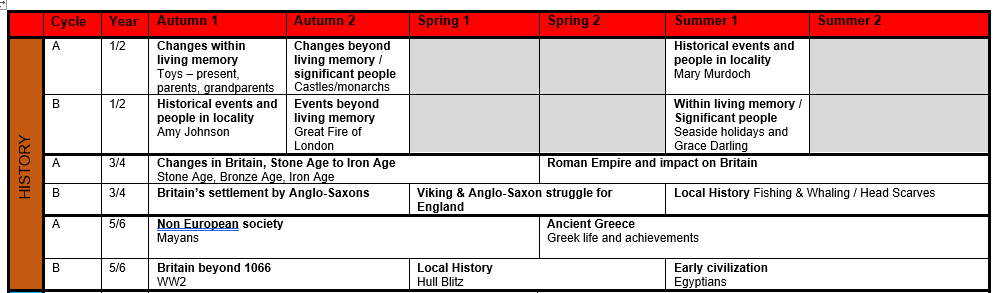 Cycle Year Autumn 1 Autumn 2 Spring 1 Spring 2 Summer 1 Summer 2
HISTORY
A 1/2 Changes within Changes beyond Historical events and
living memory living memory / people in locality
Toys – present, significant people Mary Murdoch
parents, grandparents Castles/monarchs
B 1/2 Historical events and Events beyond Within living memory /
people in locality living memory Significant people
Amy Johnson Great Fire of Seaside holidays and
London Grace Darling
A 3/4 Changes in Britain, Stone Age to Iron Age Roman Empire and impact on Britain
Stone Age, Bronze Age, Iron Age
B 3/4 Britain's settlement by Anglo-Saxons Viking & Anglo-Saxon struggle for Local History Fishing & Whaling / Head Scarves
England
A 5/6 Non European society Ancient Greece
Mayans Greek life and achievements
B 5/6 Britain beyond 1066 Local History Early civilization
WW2 Hull Blitz Egyptians